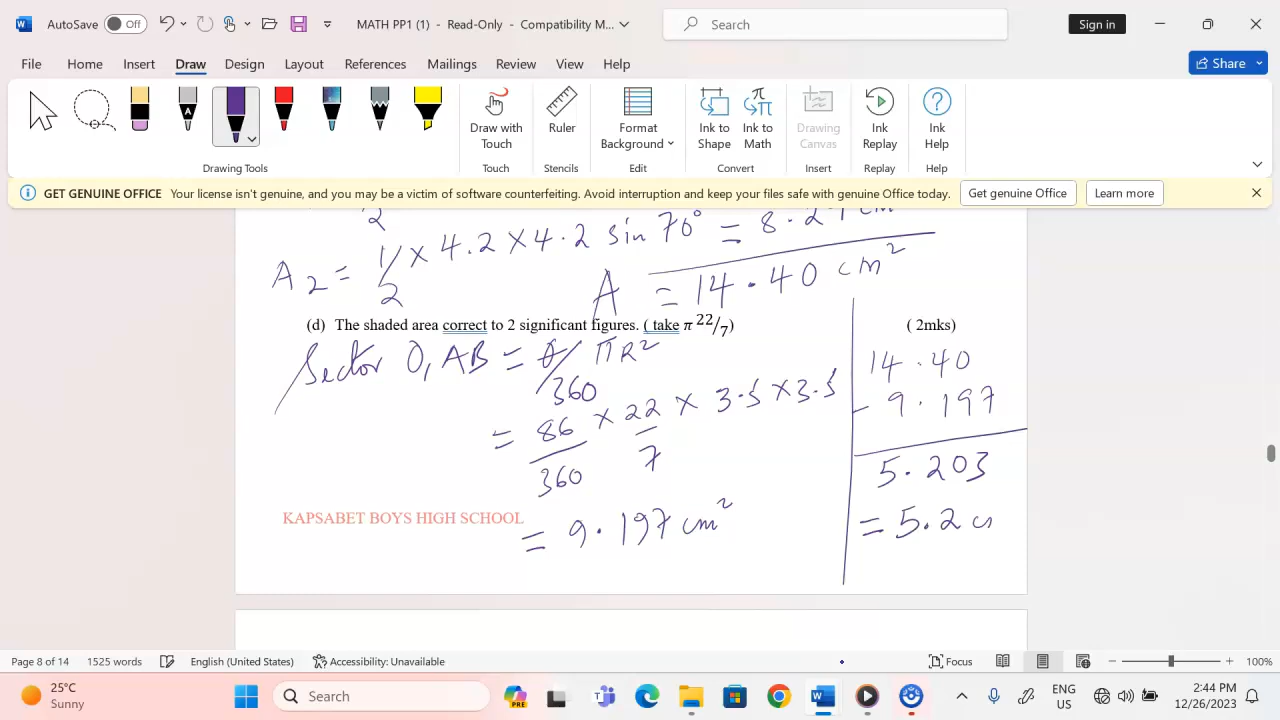 AutoSave Off MATH PP1 (1) - Read-Only - Compatibility M... Search Sign in
File Home Insert Draw Design Layout References Mailings Review View Help Share
Draw with Touch Ruler Format Background Ink to Shape Ink to Math Drawing Canvas Ink Replay Ink Help
Drawing Tools Touch Stencils Edit Convert Insert Replay Help
GET GENUINE OFFICE Your license isn't genuine, and you may be a victim of software counterfeiting. Avoid interruption and keep your files safe with genuine Office today. Get genuine Office Learn more
2
A2 = 1/2 × 4.2 × 4.2 sin 70° =
A = 14.40 cm²
(d) The shaded area correct to 2 significant figures. ( take π 22/7) ( 2mks)
Sector O, AB = θ/360 πR²
= 86/360 × 22/7 × 3.5 × 3.5
= 9.197 cm²
14.40
- 9.197
5.203
= 5.2 c
KAPSABET BOYS HIGH SCHOOL
Page 8 of 14 1525 words English (United States) Accessibility: Unavailable Focus 100%
25°C
Sunny
Search
PRE
ENG
US
2:44 PM
12/26/2023